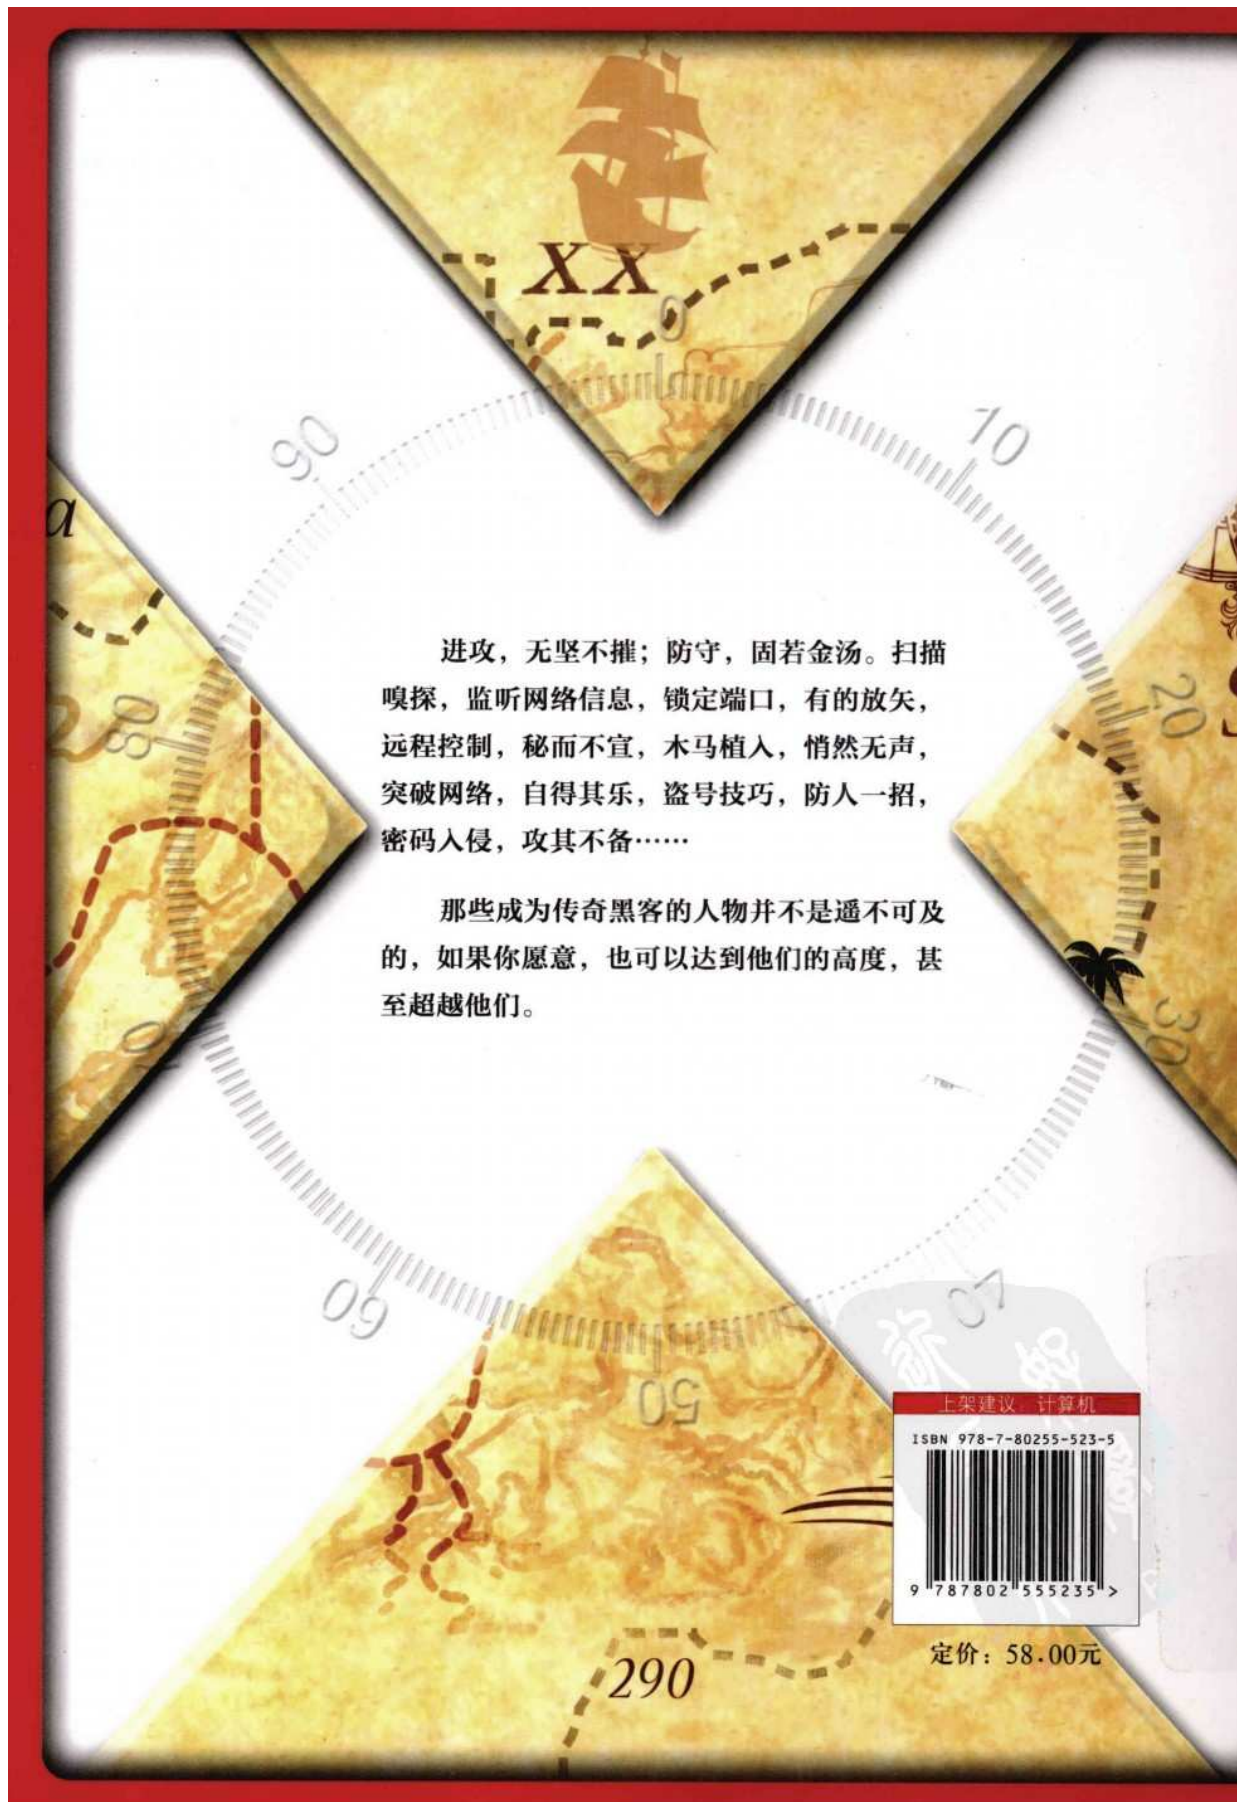 XX
0
10
90
a
20
80
30
进攻，无坚不摧；防守，固若金汤。扫描
嗅探，监听网络信息，锁定端口，有的放矢，
远程控制，秘而不宣，木马植入，悄然无声，
突破网络，自得其乐，盗号技巧，防人一招，
密码入侵，攻其不备……
那些成为传奇黑客的人物并不是遥不可及
的，如果你愿意，也可以达到他们的高度，甚
至超越他们。
40
60
50
上架建议：计算机
ISBN 978-7-80255-523-5
9 787802 555235 >
定价：58.00元
290